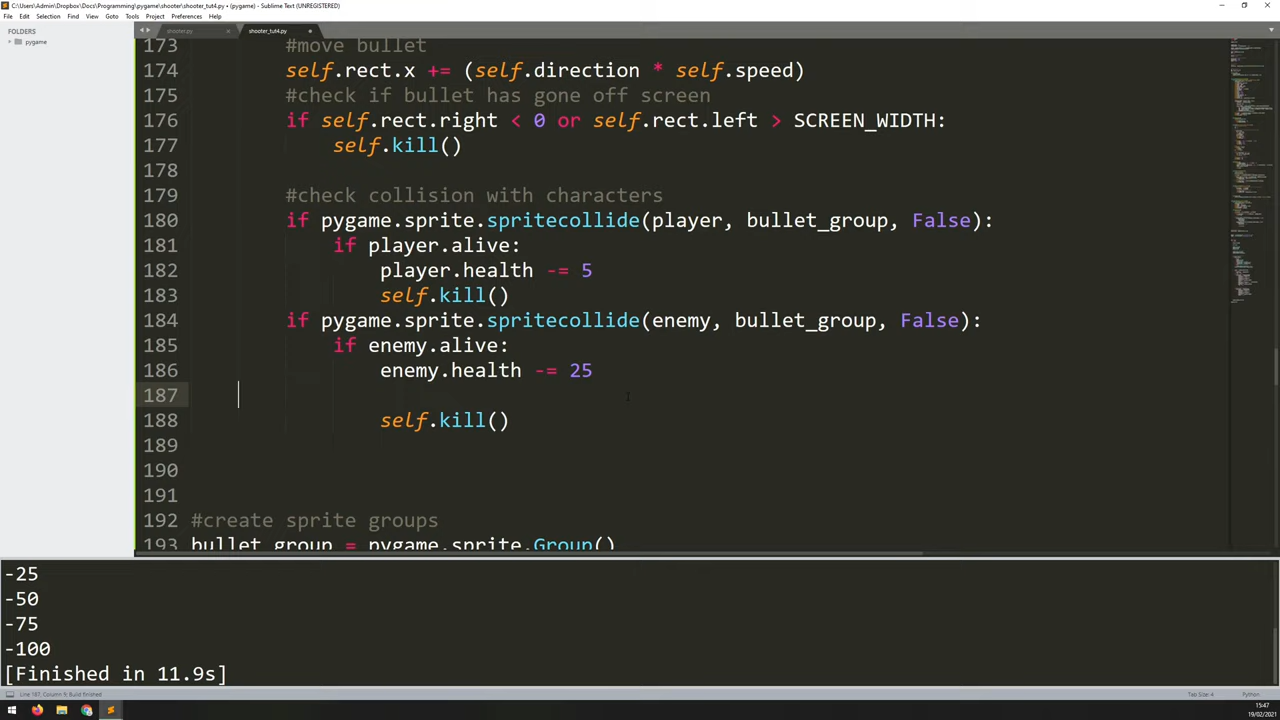 C:\Users\Admin\Dropbox\Docs\Programming\pygame\shooter\shooter_tut4.py • (pygame) - Sublime Text (UNREGISTERED)
File Edit Selection Find View Goto Tools Project Preferences Help
FOLDERS
pygame
shooter.py
shooter_tut4.py
173 #move bullet
174 self.rect.x += (self.direction * self.speed)
175 #check if bullet has gone off screen
176 if self.rect.right < 0 or self.rect.left > SCREEN_WIDTH:
177 self.kill()
178
179 #check collision with characters
180 if pygame.sprite.spritecollide(player, bullet_group, False):
181 if player.alive:
182 player.health -= 5
183 self.kill()
184 if pygame.sprite.spritecollide(enemy, bullet_group, False):
185 if enemy.alive:
186 enemy.health -= 25
187
188 self.kill()
189
190
191
192 #create sprite groups
193 bullet_group = pygame.sprite.Group()
-25
-50
-75
-100
[Finished in 11.9s]
Line 187, Column 5; Build finished
Tab Size: 4
Python
15:47
19/02/2021